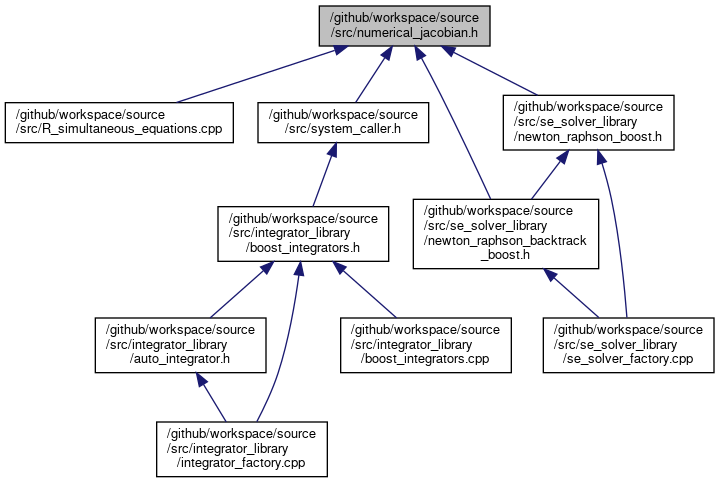 /github/workspace/source
/src/numerical_jacobian.h
/github/workspace/source
/src/R_simultaneous_equations.cpp
/github/workspace/source
/src/system_caller.h
/github/workspace/source
/src/se_solver_library
/newton_raphson_boost.h
/github/workspace/source
/src/integrator_library
/boost_integrators.h
/github/workspace/source
/src/se_solver_library
/newton_raphson_backtrack
_boost.h
/github/workspace/source
/src/integrator_library
/auto_integrator.h
/github/workspace/source
/src/integrator_library
/boost_integrators.cpp
/github/workspace/source
/src/se_solver_library
/se_solver_factory.cpp
/github/workspace/source
/src/integrator_library
/integrator_factory.cpp